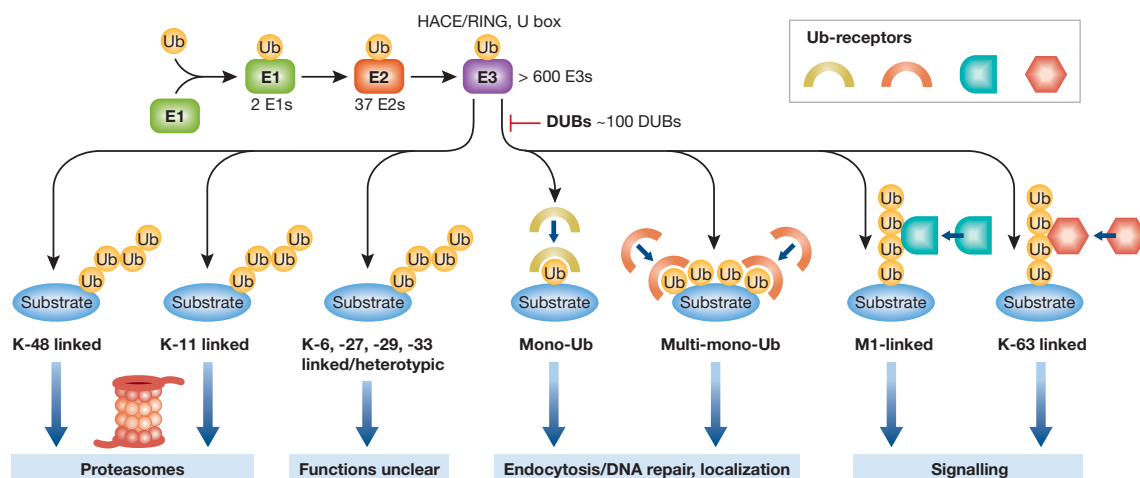 HACE/RING, U box
Ub
Ub
Ub
Ub
E1
E1
E2
E3
> 600 E3s
2 E1s
37 E2s
DUBs ~100 DUBs
Ub-receptors
Ub
Ub
Ub
Ub
Substrate
Ub
Ub
Ub
Ub
Substrate
Ub
Ub
Ub
Ub
Substrate
Ub
Substrate
Ub
Ub
Ub
Ub
Substrate
Ub
Ub
Ub
Ub
Substrate
Ub
Ub
Ub
Ub
Substrate
K-48 linked
K-11 linked
K-6, -27, -29, -33
linked/heterotypic
Mono-Ub
Multi-mono-Ub
M1-linked
K-63 linked
Proteasomes
Functions unclear
Endocytosis/DNA repair, localization
Signalling